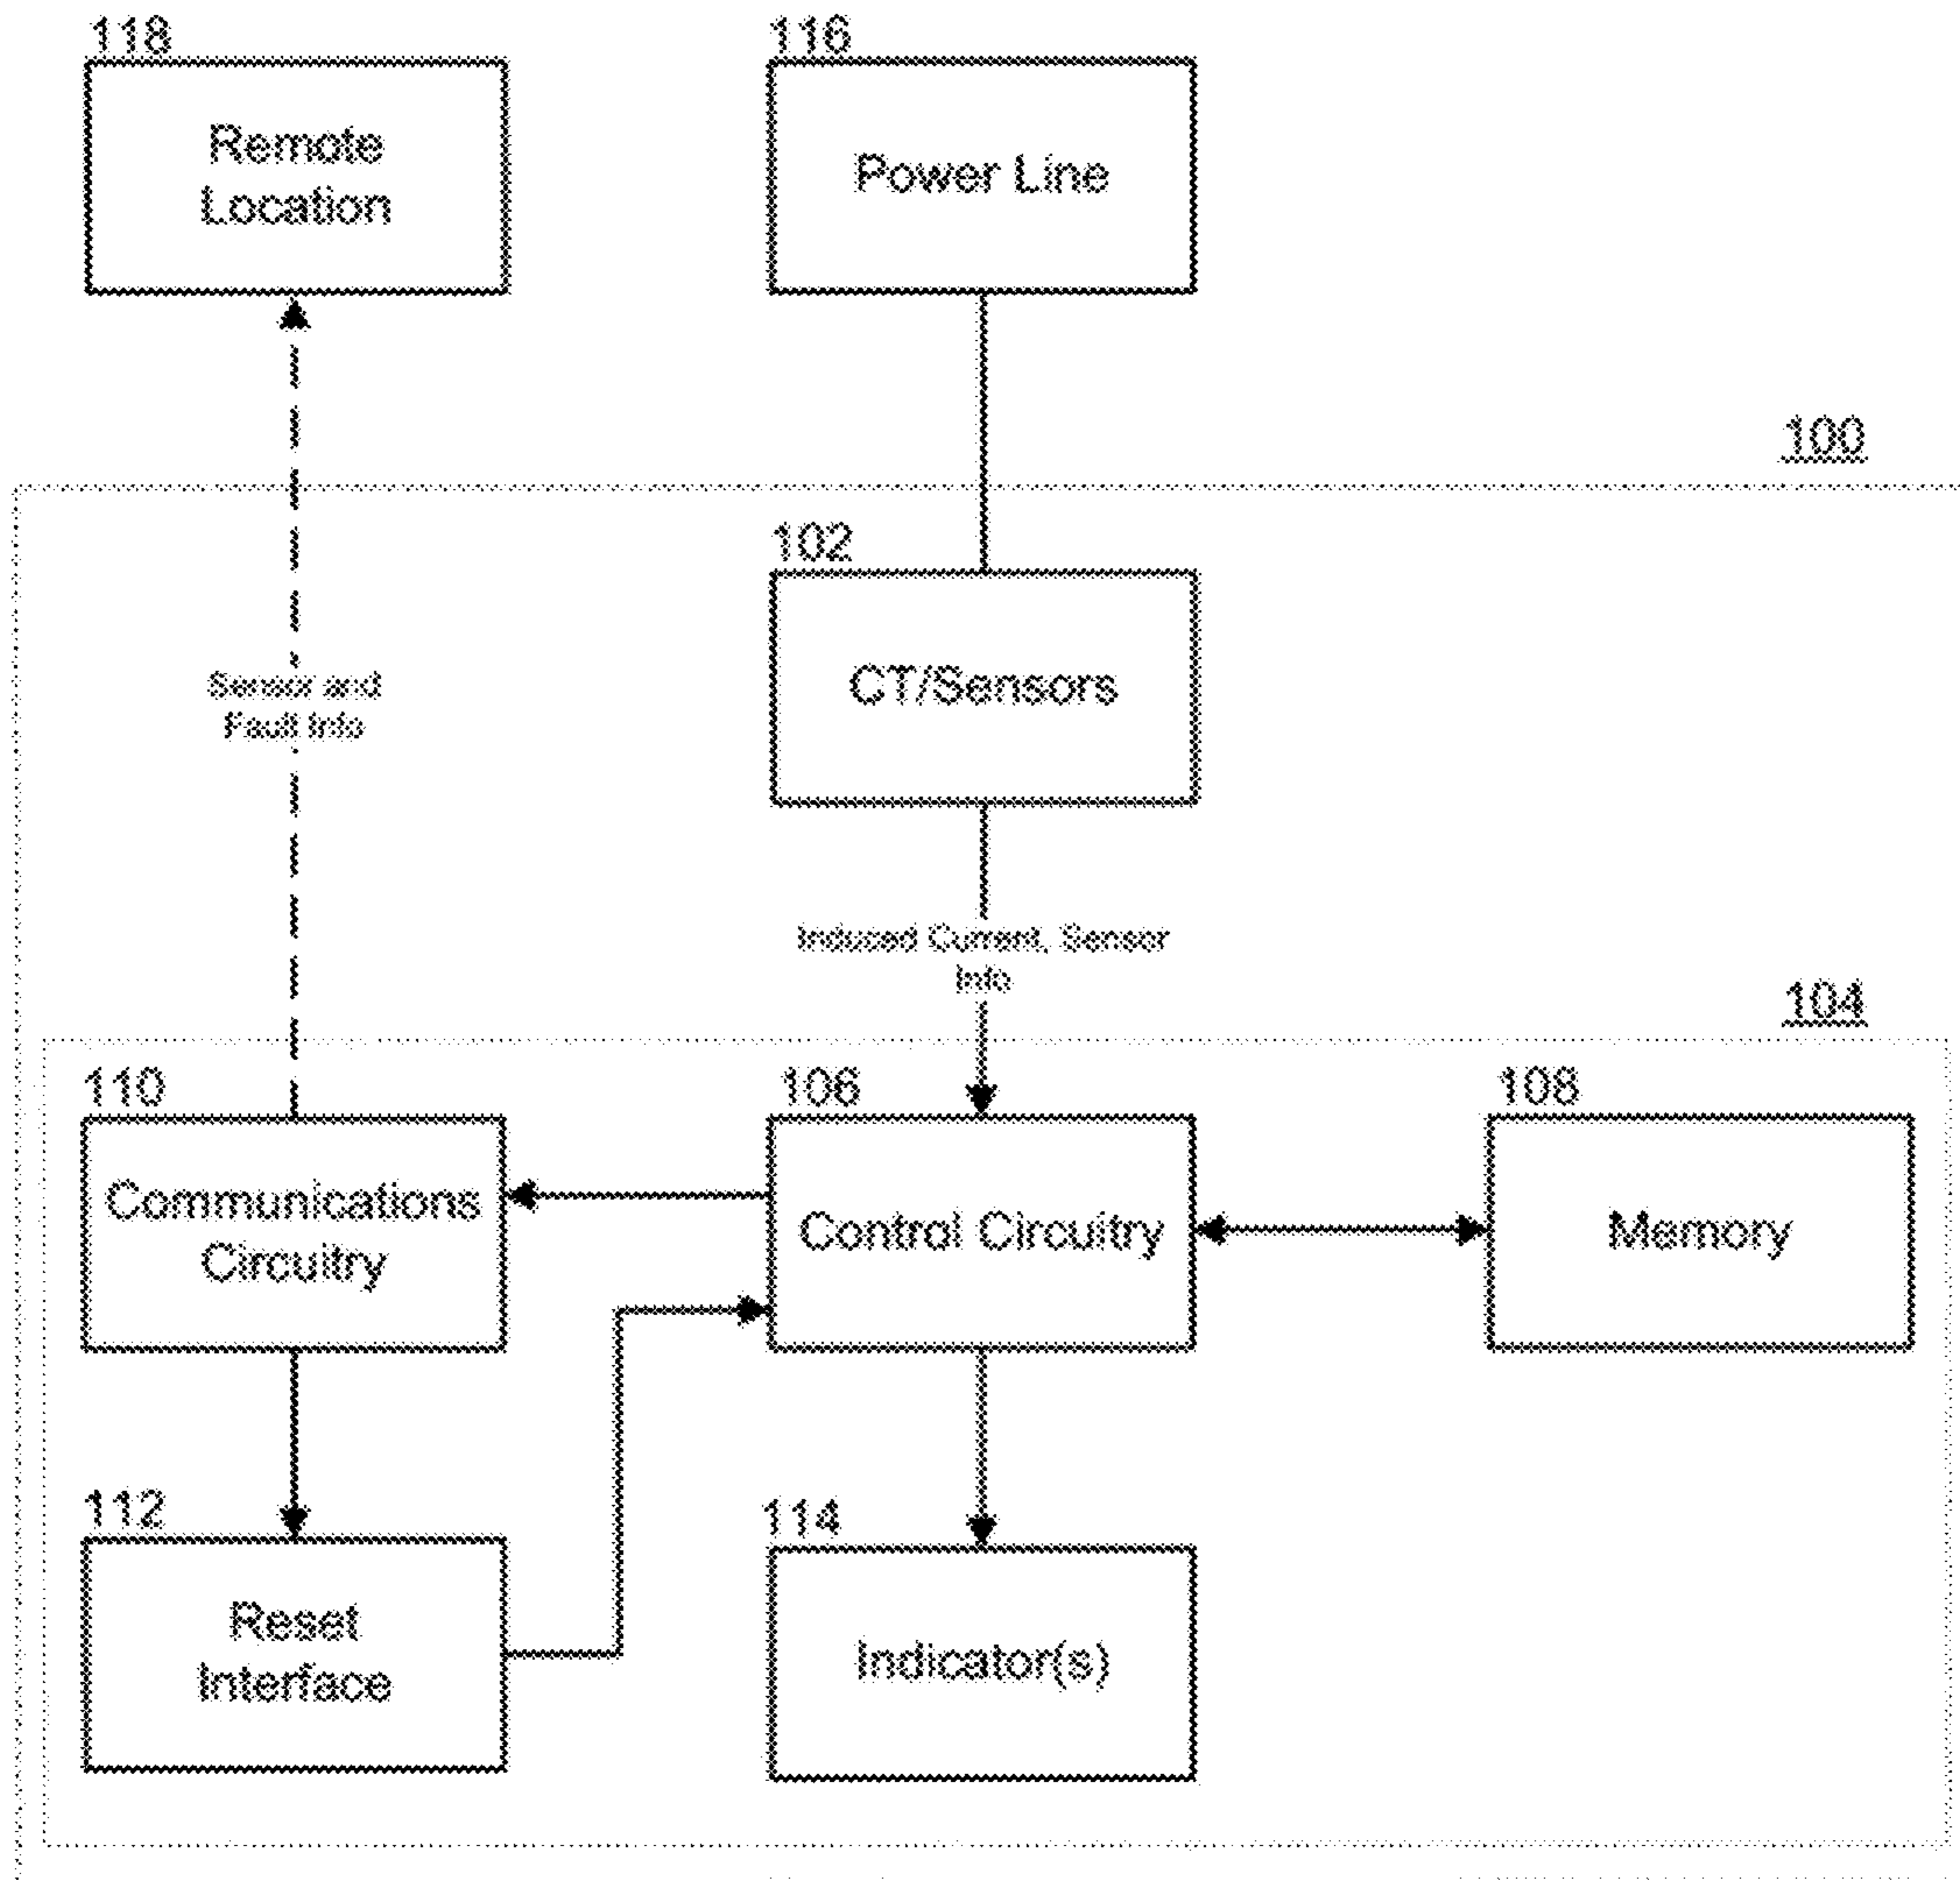 118
Remote
Location
116
Power Line
100
102
CT/Sensors
Sensor and
Fault Info
Induced Current, Sensor
Info
104
110
Communications
Circuitry
106
Control Circuitry
108
Memory
112
Reset
Interface
114
Indicator(s)